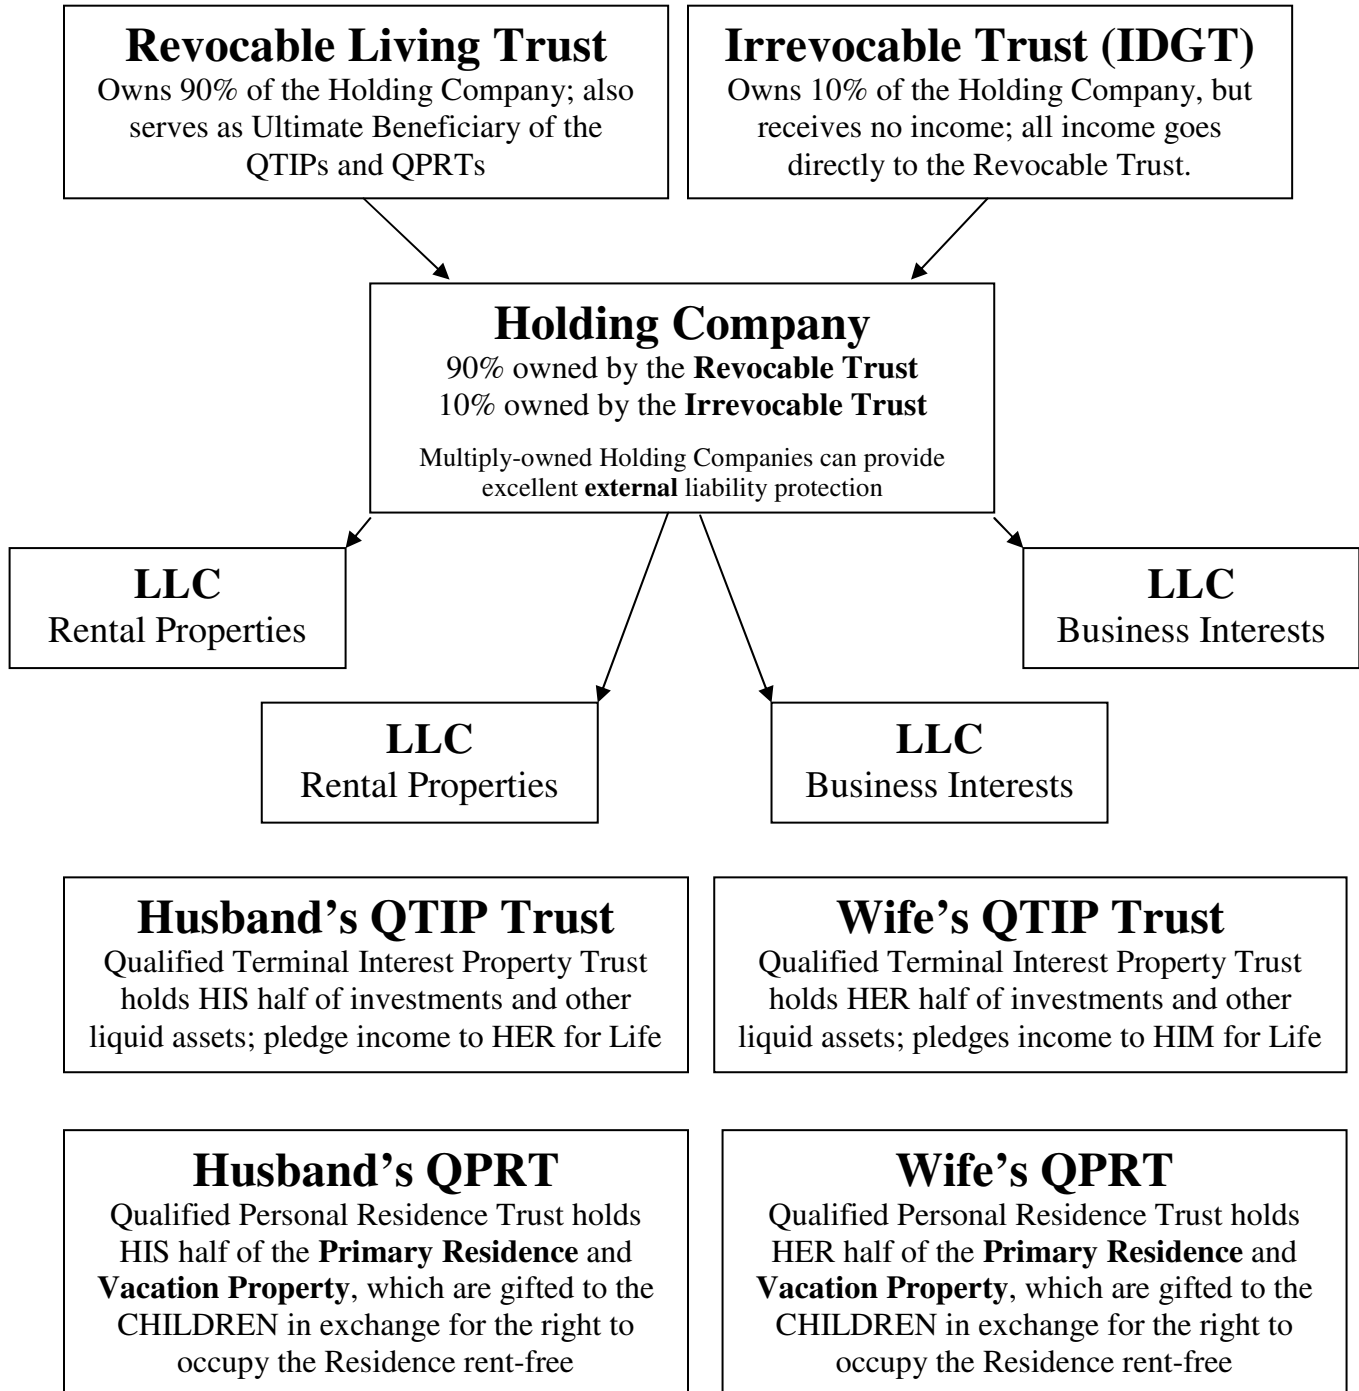 Revocable Living Trust
Owns 90% of the Holding Company; also
serves as Ultimate Beneficiary of the
QTIPs and QPRTs
Irrevocable Trust (IDGT)
Owns 10% of the Holding Company, but
receives no income; all income goes
directly to the Revocable Trust.
Holding Company
90% owned by the Revocable Trust
10% owned by the Irrevocable Trust
Multiply-owned Holding Companies can provide
excellent external liability protection
LLC
Rental Properties
LLC
Business Interests
LLC
Rental Properties
LLC
Business Interests
Husband’s QTIP Trust
Qualified Terminal Interest Property Trust
holds HIS half of investments and other
liquid assets; pledge income to HER for Life
Wife’s QTIP Trust
Qualified Terminal Interest Property Trust
holds HER half of investments and other
liquid assets; pledges income to HIM for Life
Husband’s QPRT
Qualified Personal Residence Trust holds
HIS half of the Primary Residence and
Vacation Property, which are gifted to the
CHILDREN in exchange for the right to
occupy the Residence rent-free
Wife’s QPRT
Qualified Personal Residence Trust holds
HER half of the Primary Residence and
Vacation Property, which are gifted to the
CHILDREN in exchange for the right to
occupy the Residence rent-free